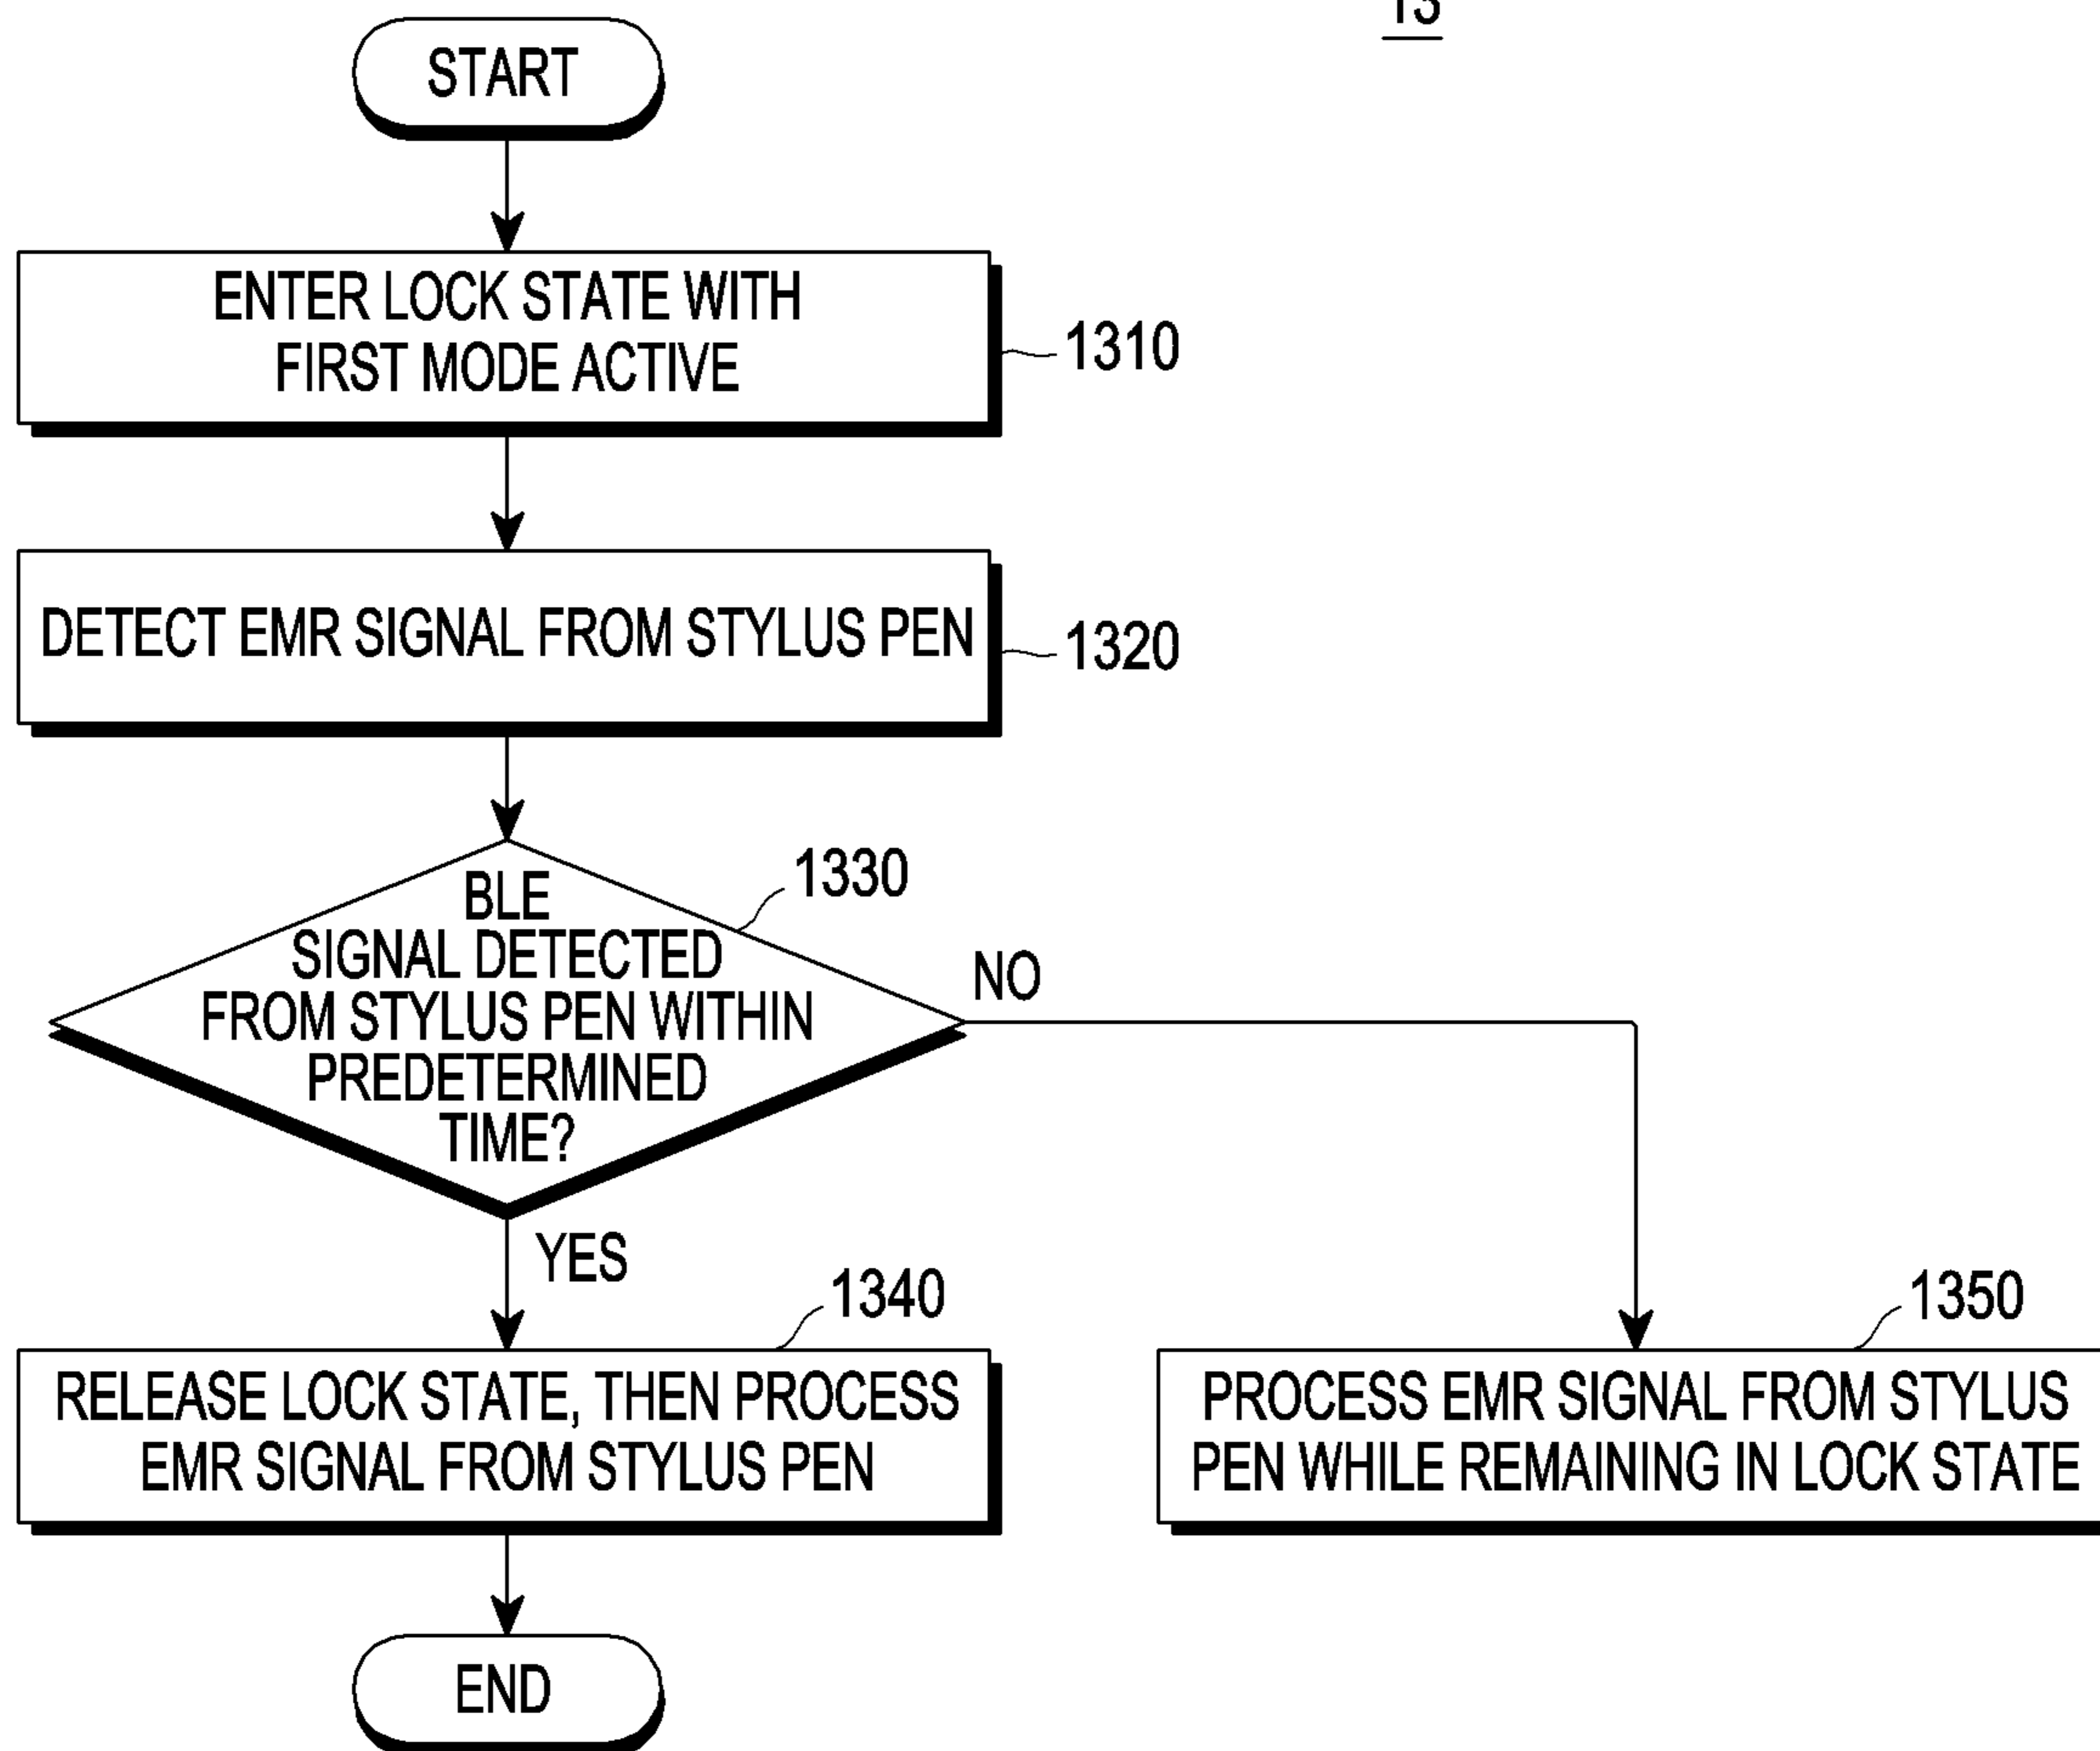 13
START
ENTER LOCK STATE WITH
FIRST MODE ACTIVE
1310
DETECT EMR SIGNAL FROM STYLUS PEN
1320
1330
BLE
SIGNAL DETECTED
FROM STYLUS PEN WITHIN
PREDETERMINED
TIME?
NO
YES
1340
RELEASE LOCK STATE, THEN PROCESS
EMR SIGNAL FROM STYLUS PEN
1350
PROCESS EMR SIGNAL FROM STYLUS
PEN WHILE REMAINING IN LOCK STATE
END